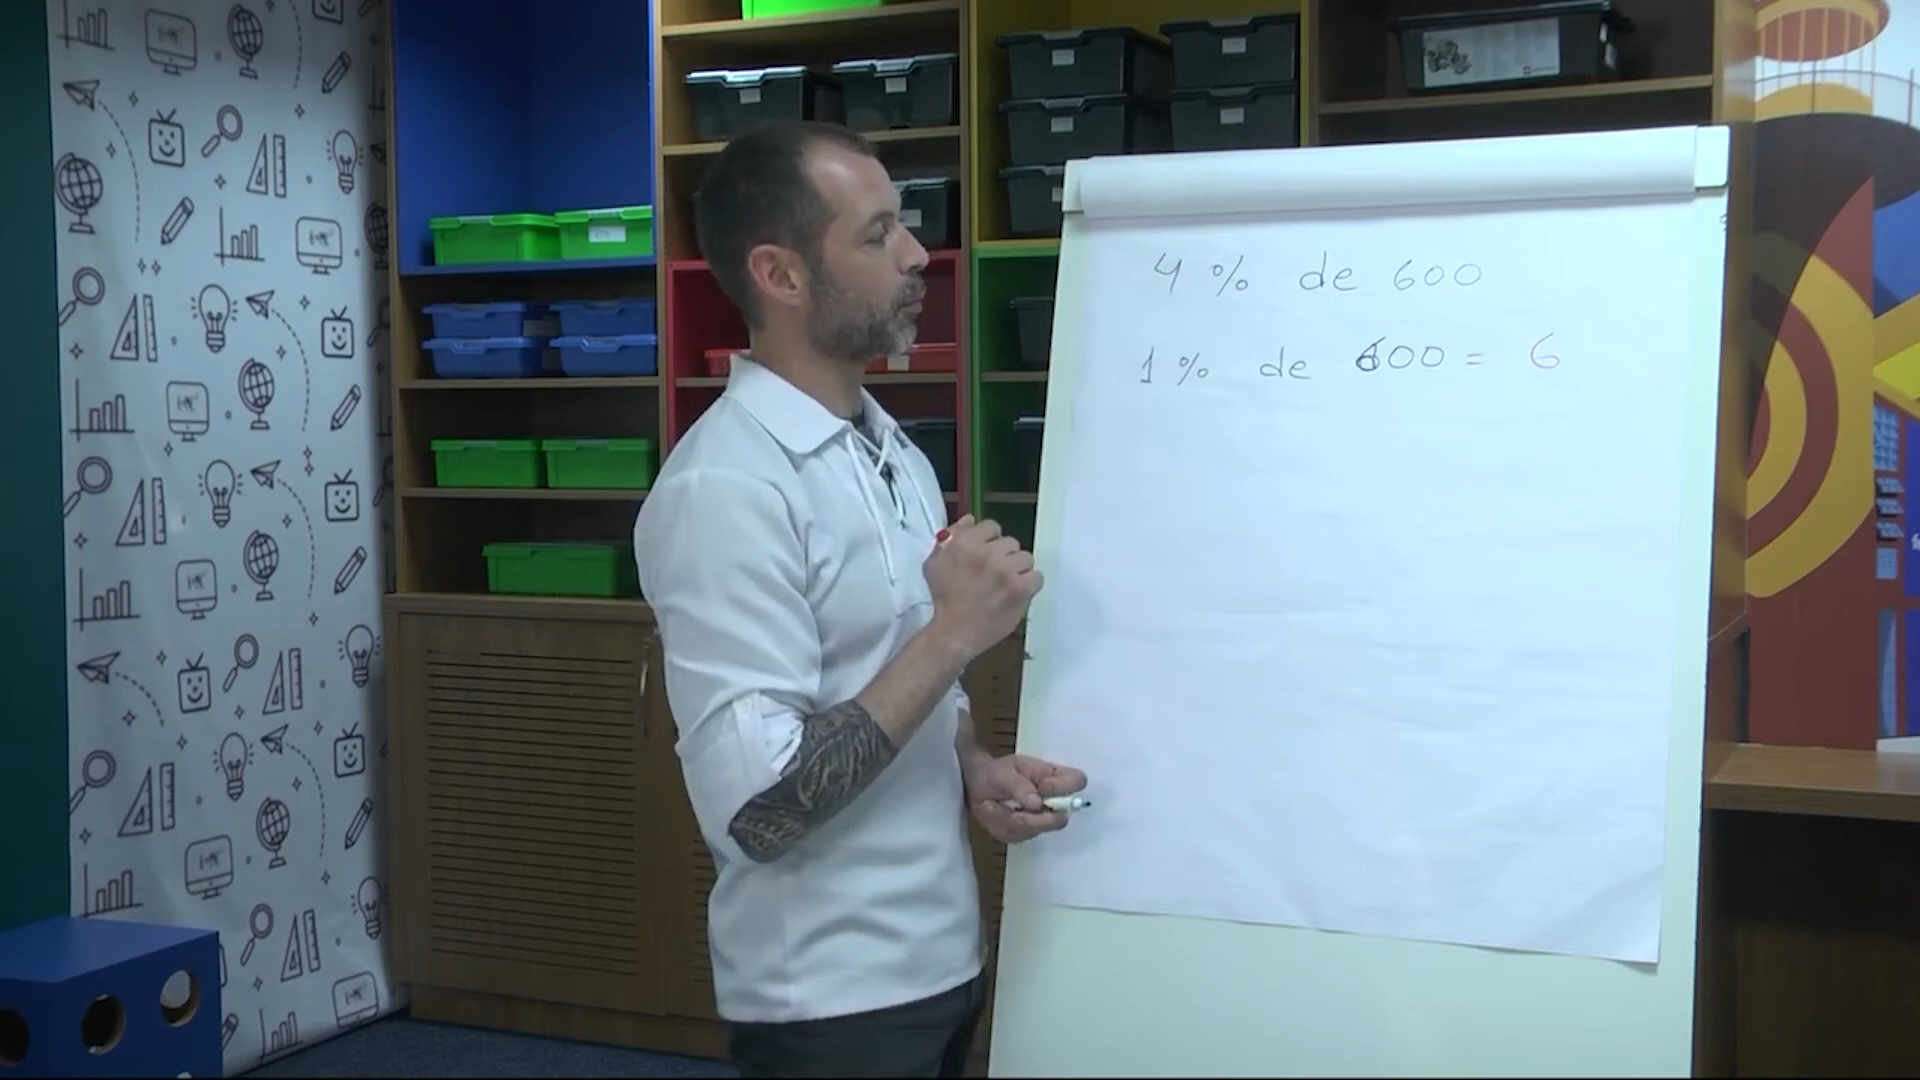 4 % de 600
1 % de 600 = 6